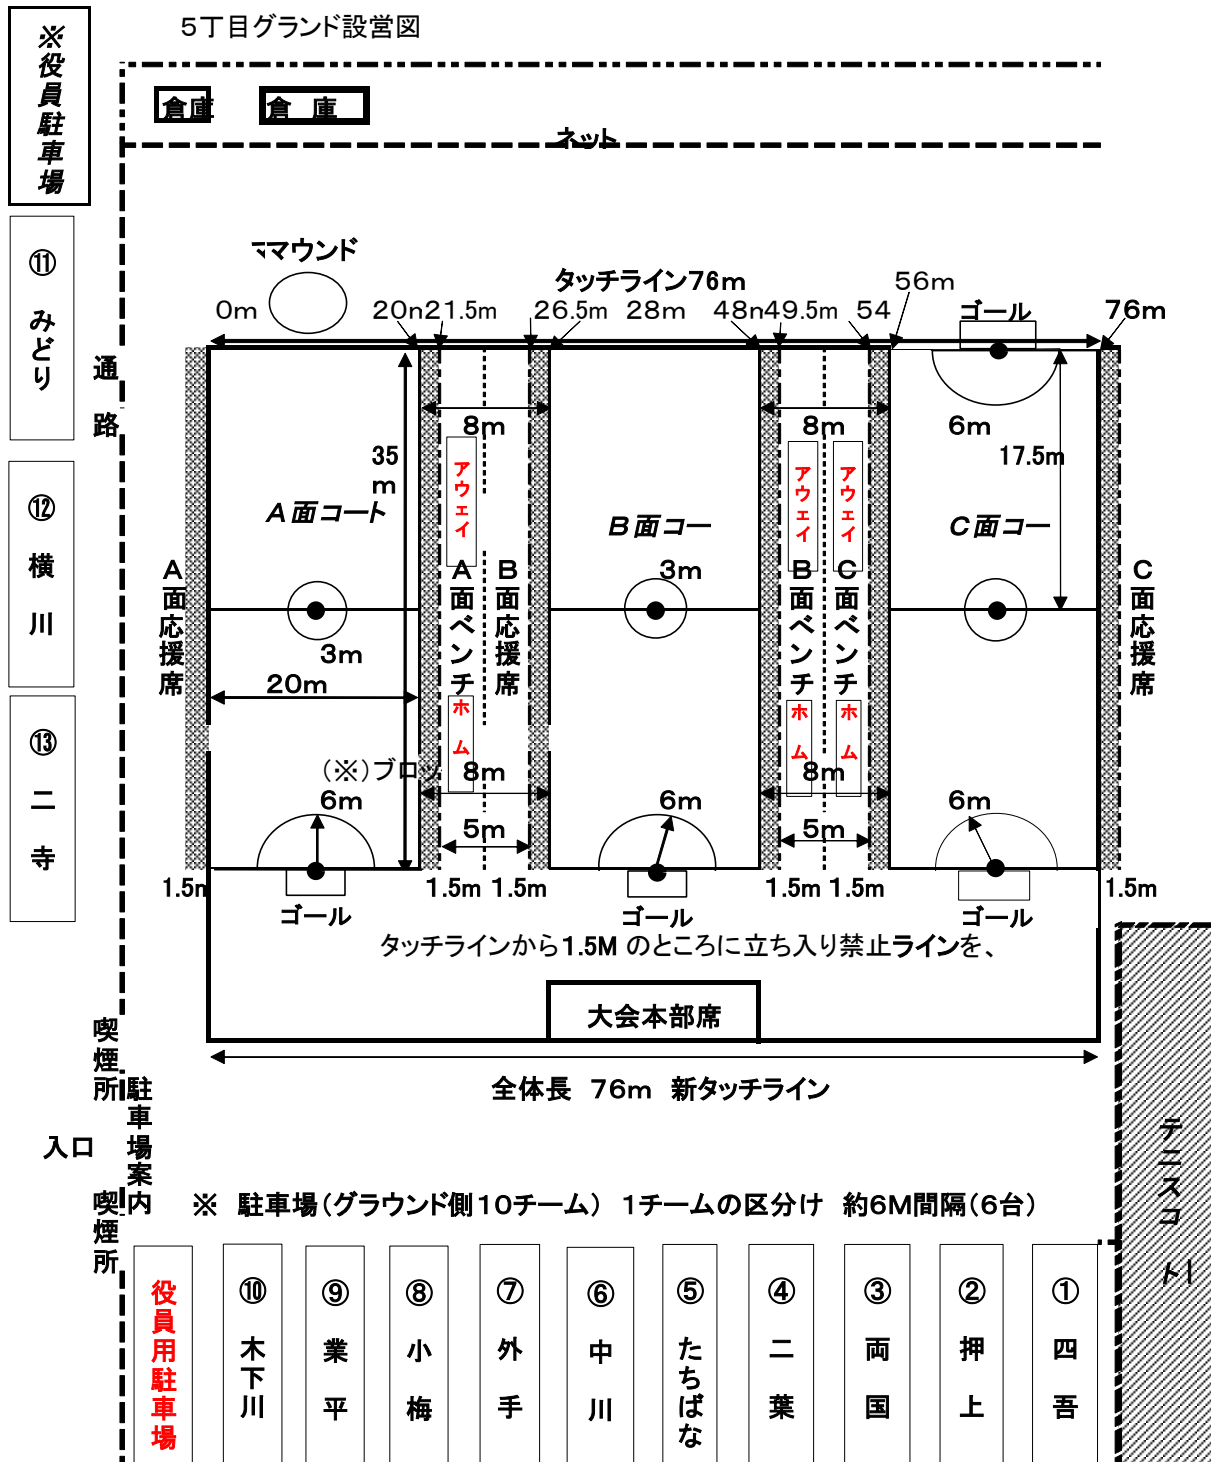 ５丁目グランド設営図
※役員駐車場
倉庫
倉 庫
ネット
⑪みどり
⑫横川
⑬二寺
通路
マウンド
タッチライン76m
0m
20m
21.5m
26.5m
28m
48m
49.5m
54
56m
ゴール
76m
8m
8m
6m
35m
17.5m
アウェイ
アウェイ
アウェイ
A面コート
B面コー
C面コー
3m
3m
A面応援席
A面ベンチ
B面応援席
B面ベンチ
C面ベンチ
C面応援席
20m
ホーム
ホーム
ホーム
(※)ブロッ
8m
8m
6m
6m
6m
5m
5m
1.5m
1.5m
1.5m
1.5m
1.5m
1.5m
ゴール
ゴール
ゴール
タッチラインから1.5M のところに立ち入り禁止ラインを、
大会本部席
全体長 76m 新タッチライン
喫煙所
駐車場案内
入口
喫煙所
テニスコート
※ 駐車場(グラウンド側10チーム) 1チームの区分け 約6M間隔(6台)
役員用駐車場
⑩木下川
⑨業平
⑧小梅
⑦外手
⑥中川
⑤たちばな
④二葉
③両国
②押上
①四吾